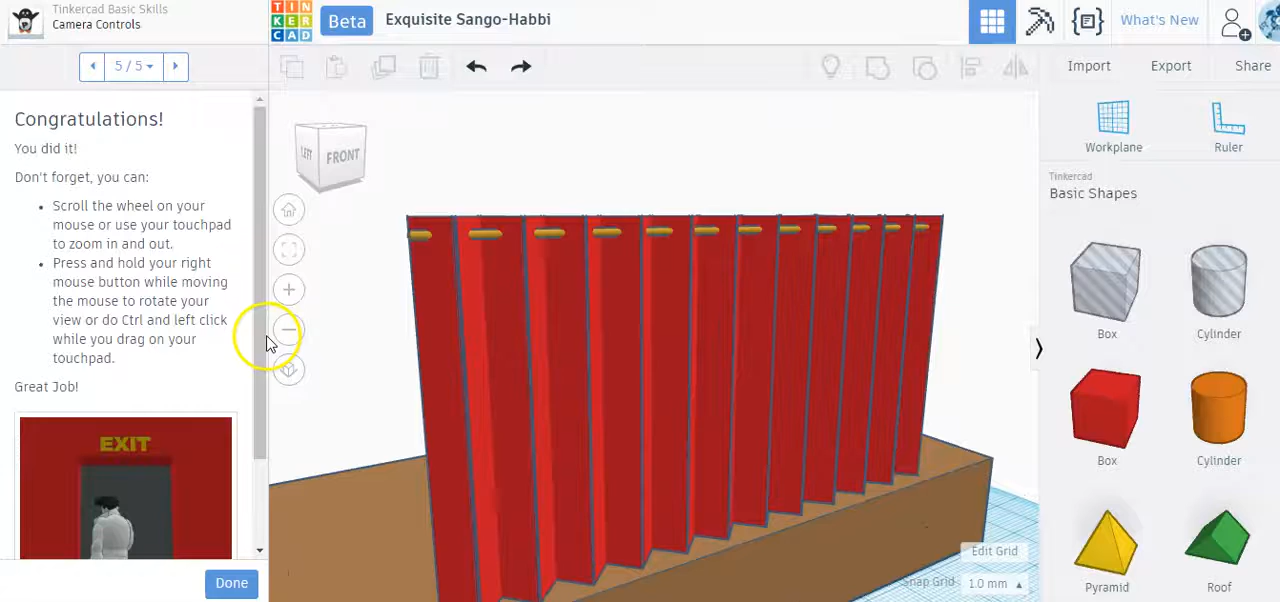 Tinkercad Basic Skills
Camera Controls
TIN
KER
CAD
Beta
Exquisite Sango-Habbi
What's New
5 / 5
Import
Export
Share
Congratulations!
You did it!
Don't forget, you can:
• Scroll the wheel on your
mouse or use your touchpad
to zoom in and out.
• Press and hold your right
mouse button while moving
the mouse to rotate your
view or do Ctrl and left click
while you drag on your
touchpad.
Great Job!
EXIT
Done
LEFT
FRONT
Edit Grid
Snap Grid
1.0 mm
Workplane
Ruler
Tinkercad
Basic Shapes
Box
Cylinder
Box
Cylinder
Pyramid
Roof